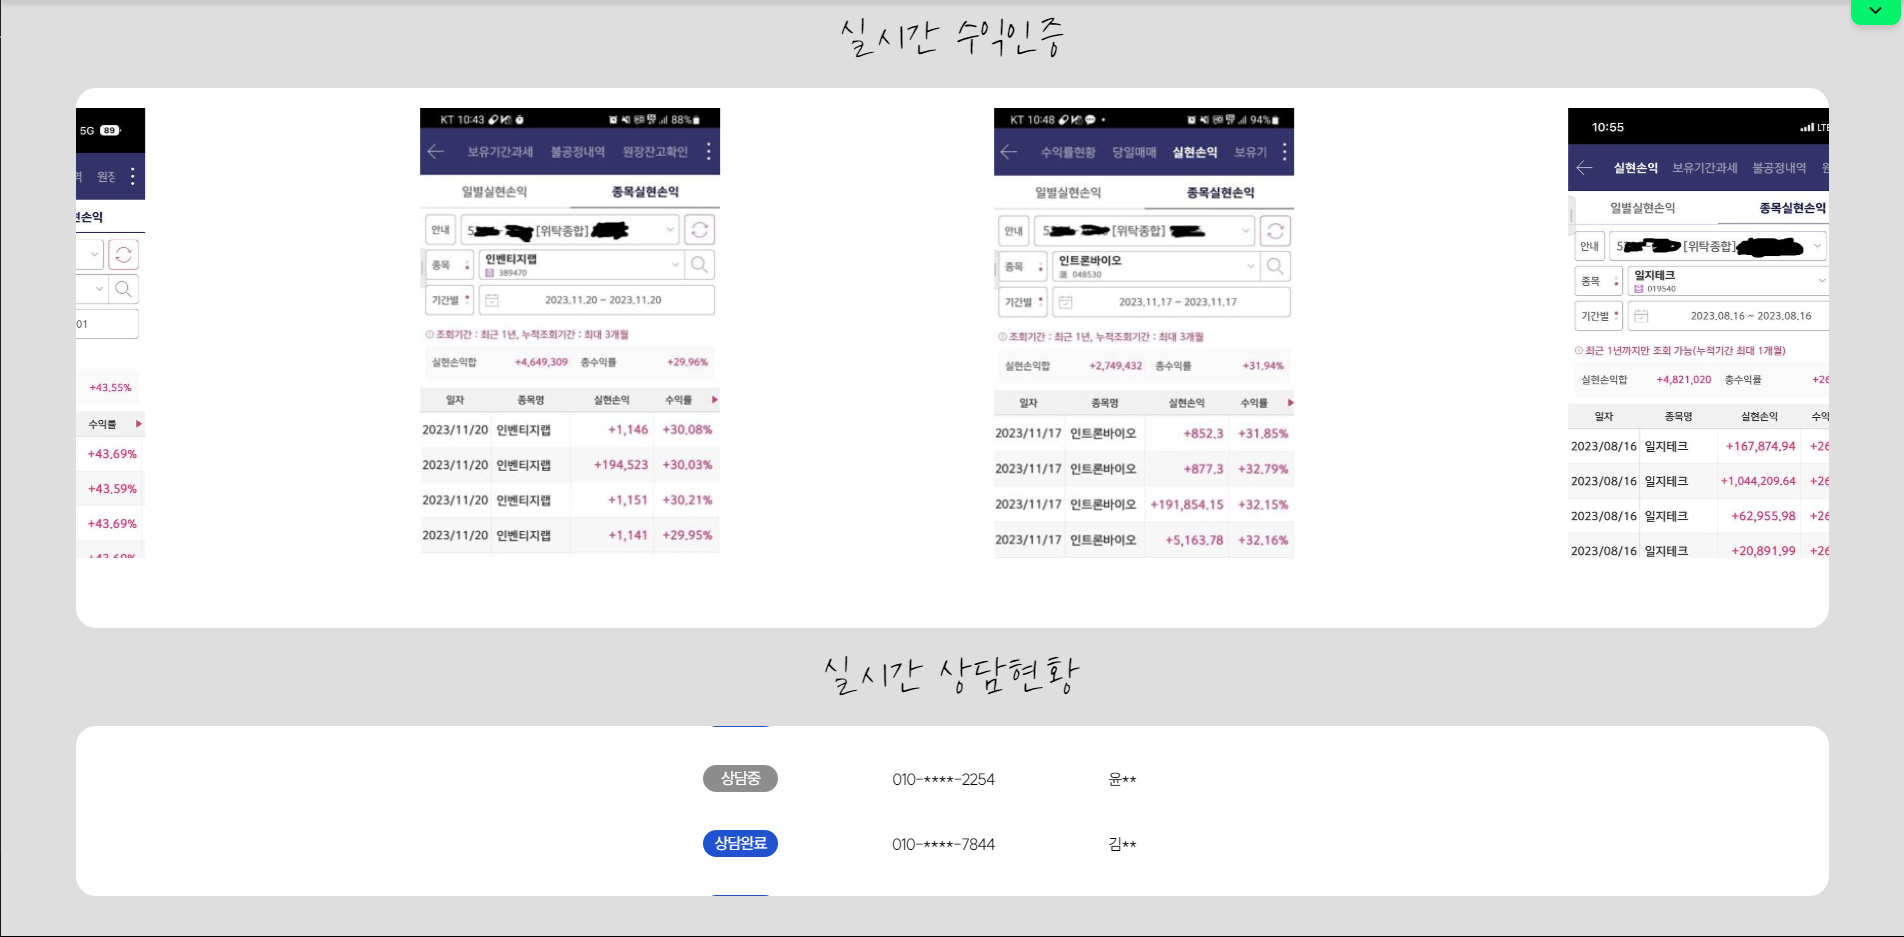 실시간 수익인증
5G 89
원장
현손익
01
+43.55%
수익률
+43.69%
+43.59%
+43.69%
+43.69%
KT 10:43 88%
보유기간과세 불공정내역 원장잔고확인
일별실현손익 종목실현손익
안내 5 [위탁종합]
종목 인벤티지랩
389470
기간별 2023.11.20 ~ 2023.11.20
조회기간 : 최근 1년, 누적조회기간 : 최대 3개월
실현손익합 +4,649,309 총수익률 +29.96%
일자 종목명 실현손익 수익률
2023/11/20 인벤티지랩 +1,146 +30.08%
2023/11/20 인벤티지랩 +194,523 +30.03%
2023/11/20 인벤티지랩 +1,151 +30.21%
2023/11/20 인벤티지랩 +1,141 +29.95%
KT 10:48 94%
수익률현황 당일매매 실현손익 보유기
일별실현손익 종목실현손익
안내 5 [위탁종합]
종목 인트론바이오
048530
기간별 2023.11.17 ~ 2023.11.17
조회기간 : 최근 1년, 누적조회기간 : 최대 3개월
실현손익합 +2,749,432 총수익률 +31.94%
일자 종목명 실현손익 수익률
2023/11/17 인트론바이오 +852.3 +31.85%
2023/11/17 인트론바이오 +877.3 +32.79%
2023/11/17 인트론바이오 +191,854.15 +32.15%
2023/11/17 인트론바이오 +5,163.78 +32.16%
10:55 LTE
실현손익 보유기간과세 불공정내역 원
일별실현손익 종목실현손익
안내 5 [위탁종합]
종목 일지테크
019540
기간별 2023.08.16 ~ 2023.08.16
최근 1년까지만 조회 가능(누적기간 최대 1개월)
실현손익합 +4,821,020 총수익률 +26
일자 종목명 실현손익 수익
2023/08/16 일지테크 +167,874.94 +26
2023/08/16 일지테크 +1,044,209.64 +26
2023/08/16 일지테크 +62,955.98 +26
2023/08/16 일지테크 +20,891.99 +26
실시간 상담현황
상담중 010-****-2254 윤**
상담완료 010-****-7844 김**